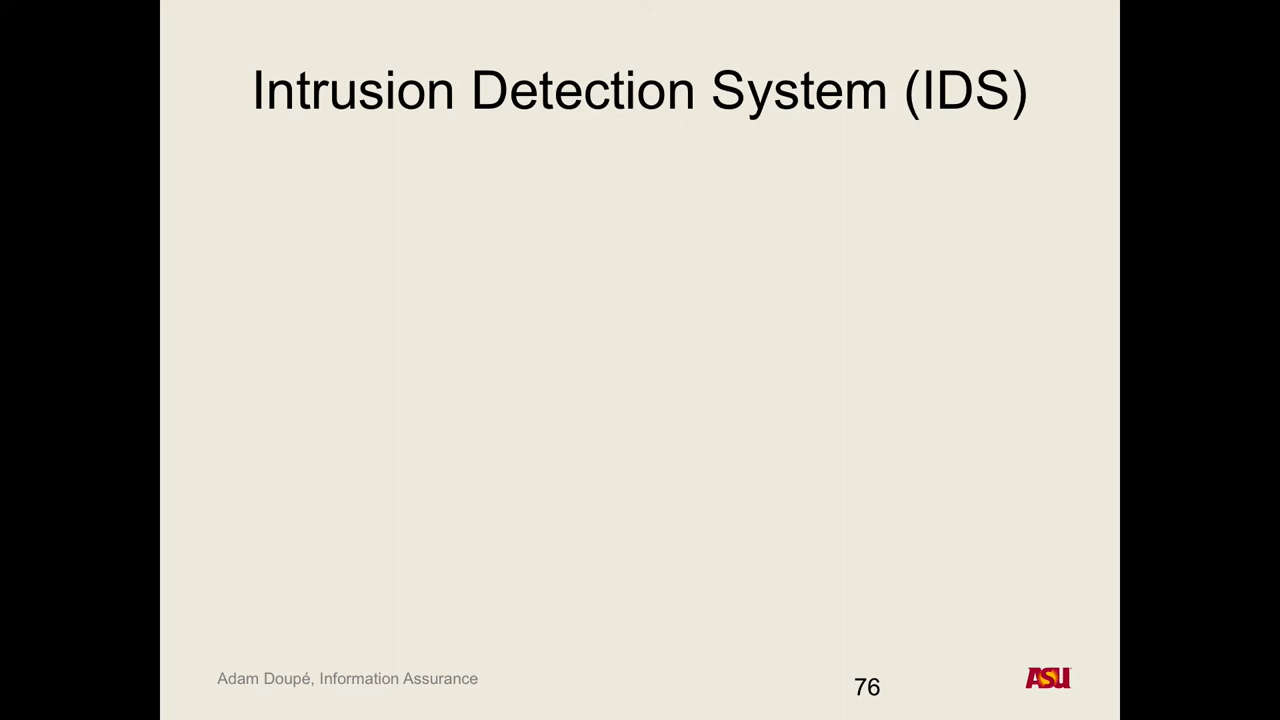 Intrusion Detection System (IDS)
Adam Doupé, Information Assurance
76
ASU